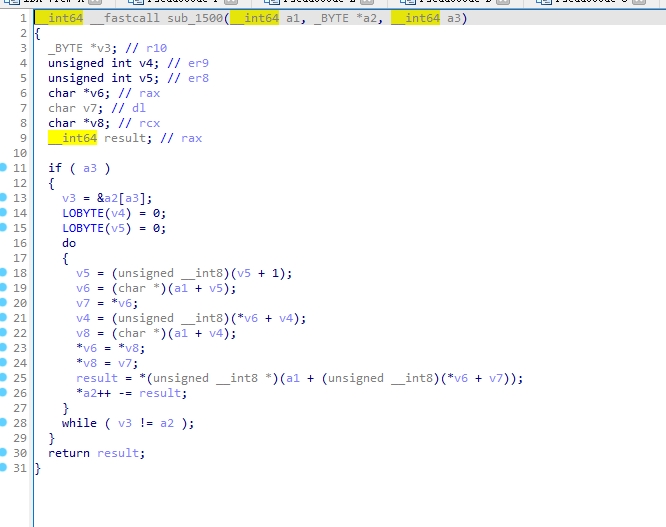 1 __int64 __fastcall sub_1500(__int64 a1, _BYTE *a2, __int64 a3)
2 {
3 _BYTE *v3; // r10
4 unsigned int v4; // er9
5 unsigned int v5; // er8
6 char *v6; // rax
7 char v7; // dl
8 char *v8; // rcx
9 __int64 result; // rax
10
11 if ( a3 )
12 {
13 v3 = &a2[a3];
14 LOBYTE(v4) = 0;
15 LOBYTE(v5) = 0;
16 do
17 {
18 v5 = (unsigned __int8)(v5 + 1);
19 v6 = (char *)(a1 + v5);
20 v7 = *v6;
21 v4 = (unsigned __int8)(*v6 + v4);
22 v8 = (char *)(a1 + v4);
23 *v6 = *v8;
24 *v8 = v7;
25 result = *(unsigned __int8 *)(a1 + (unsigned __int8)(*v6 + v7));
26 *a2++ -= result;
27 }
28 while ( v3 != a2 );
29 }
30 return result;
31 }